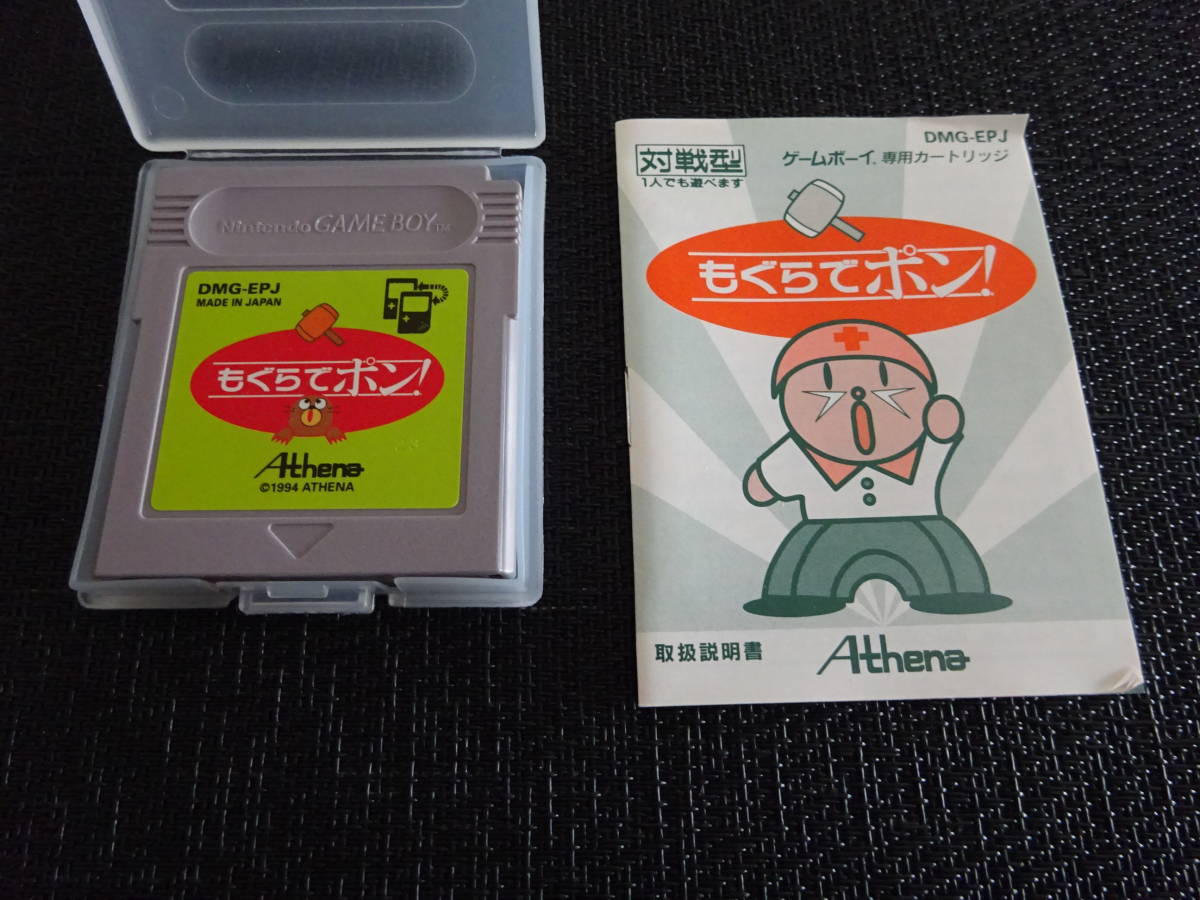 Nintendo GAME BOY™
DMG-EPJ
MADE IN JAPAN
もぐらでポン!
Athena
©1994 ATHENA
DMG-EPJ
対戦型
1人でも遊べます
ゲームボーイ® 専用カートリッジ
もぐらでポン!
取扱説明書
Athena